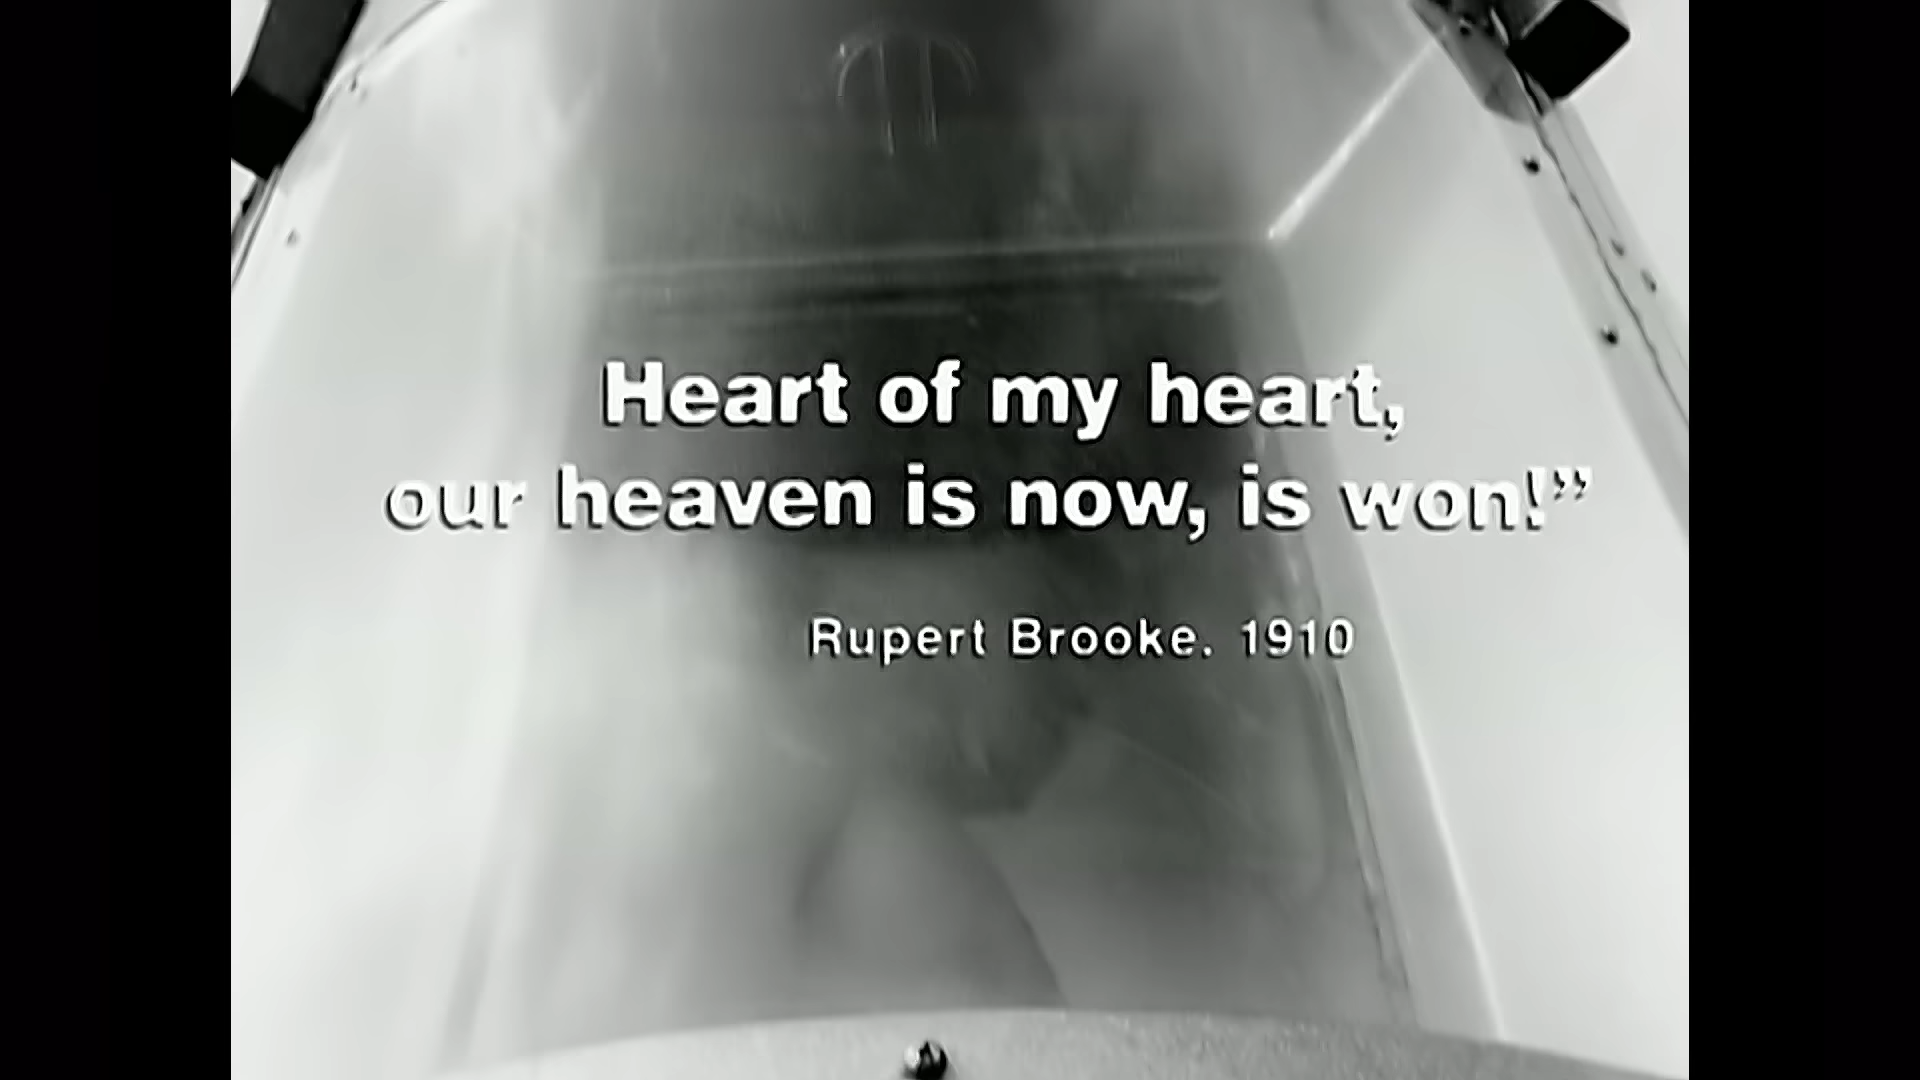 Heart of my heart,
our heaven is now, is won!”
Rupert Brooke. 1910